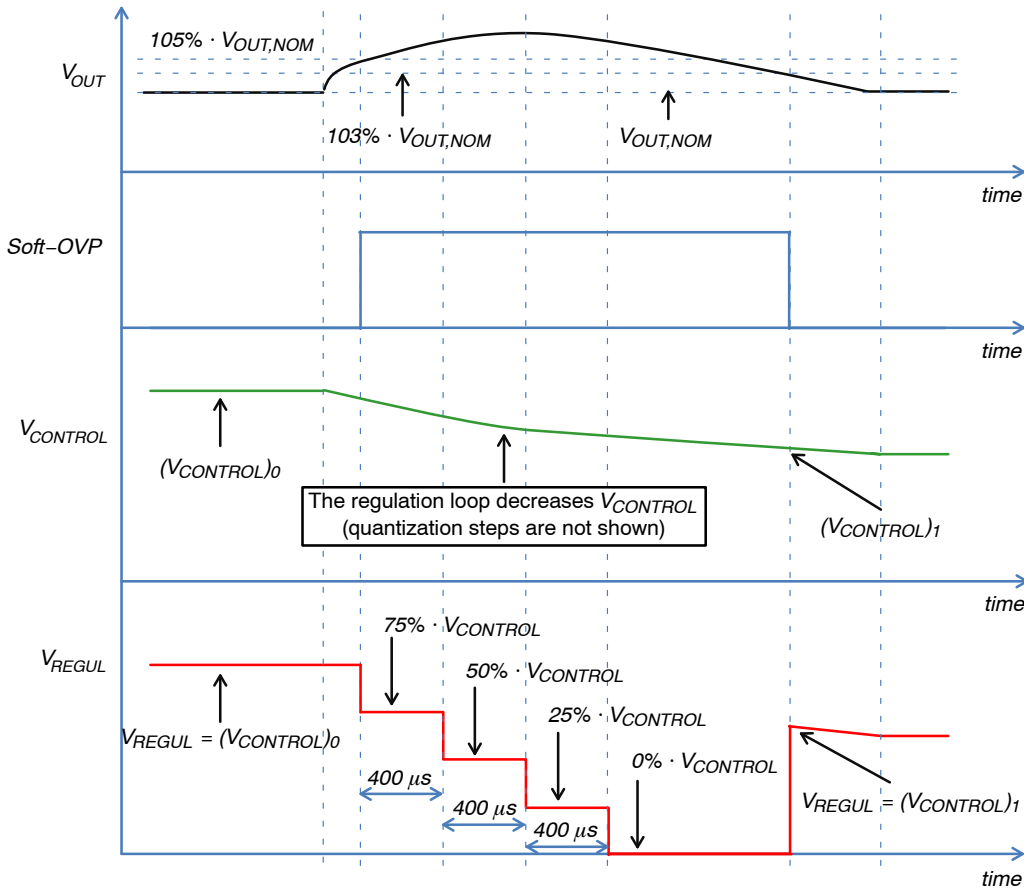 105% · VOUT,NOM
VOUT
103% · VOUT,NOM
VOUT,NOM
time
Soft−OVP
time
VCONTROL
(VCONTROL)0
The regulation loop decreases VCONTROL
(quantization steps are not shown)
(VCONTROL)1
time
75% · VCONTROL
VREGUL
50% · VCONTROL
25% · VCONTROL
VREGUL = (VCONTROL)0
0% · VCONTROL
400 µs
VREGUL = (VCONTROL)1
400 µs
400 µs
time